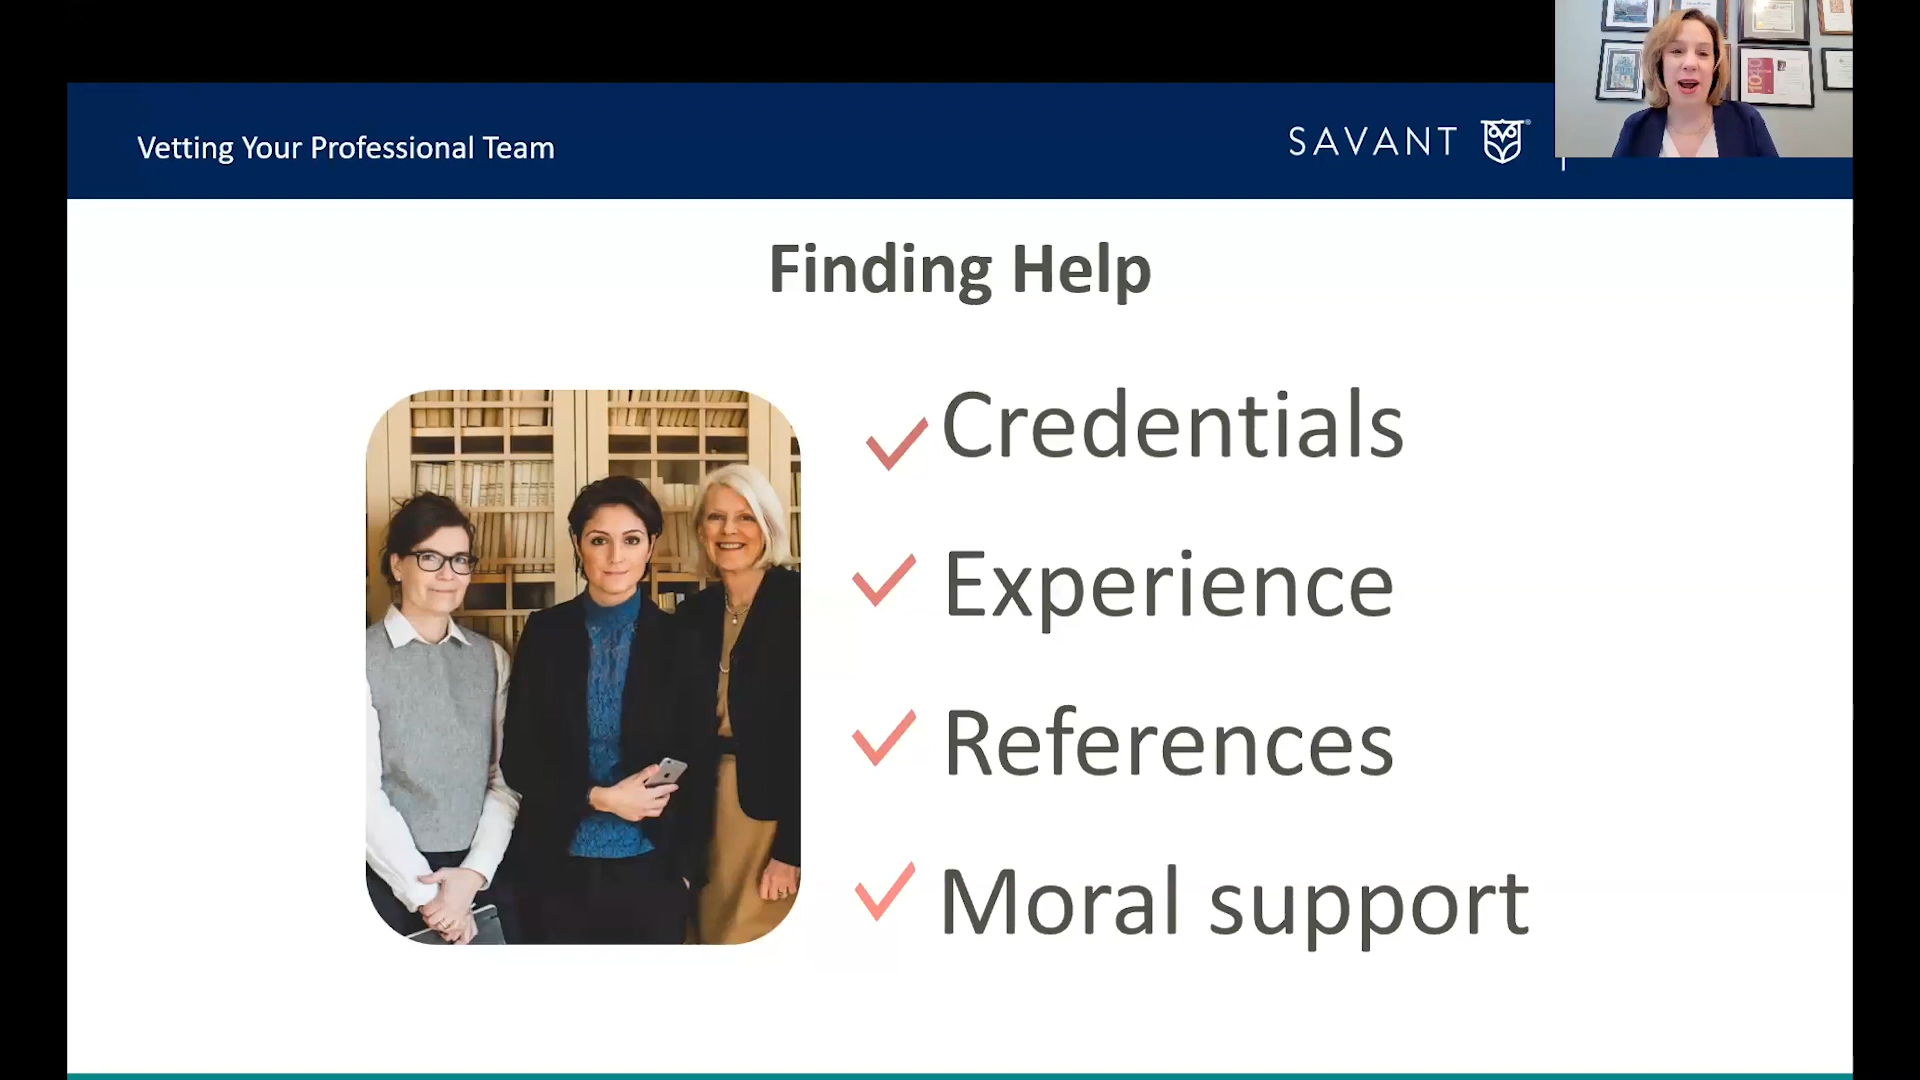 Vetting Your Professional Team
SAVANT
Finding Help
Credentials
Experience
References
Moral support